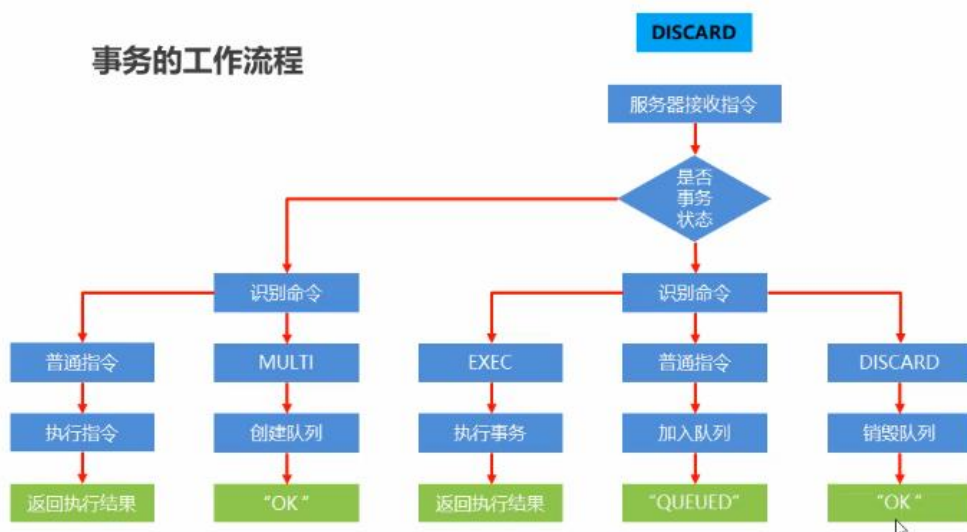 DISCARD
事务的工作流程
服务器接收指令
是否
事务
状态
识别命令
识别命令
普通指令
MULTI
EXEC
普通指令
DISCARD
执行指令
创建队列
执行事务
加入队列
销毁队列
返回执行结果
"OK "
返回执行结果
"QUEUED"
"OK "